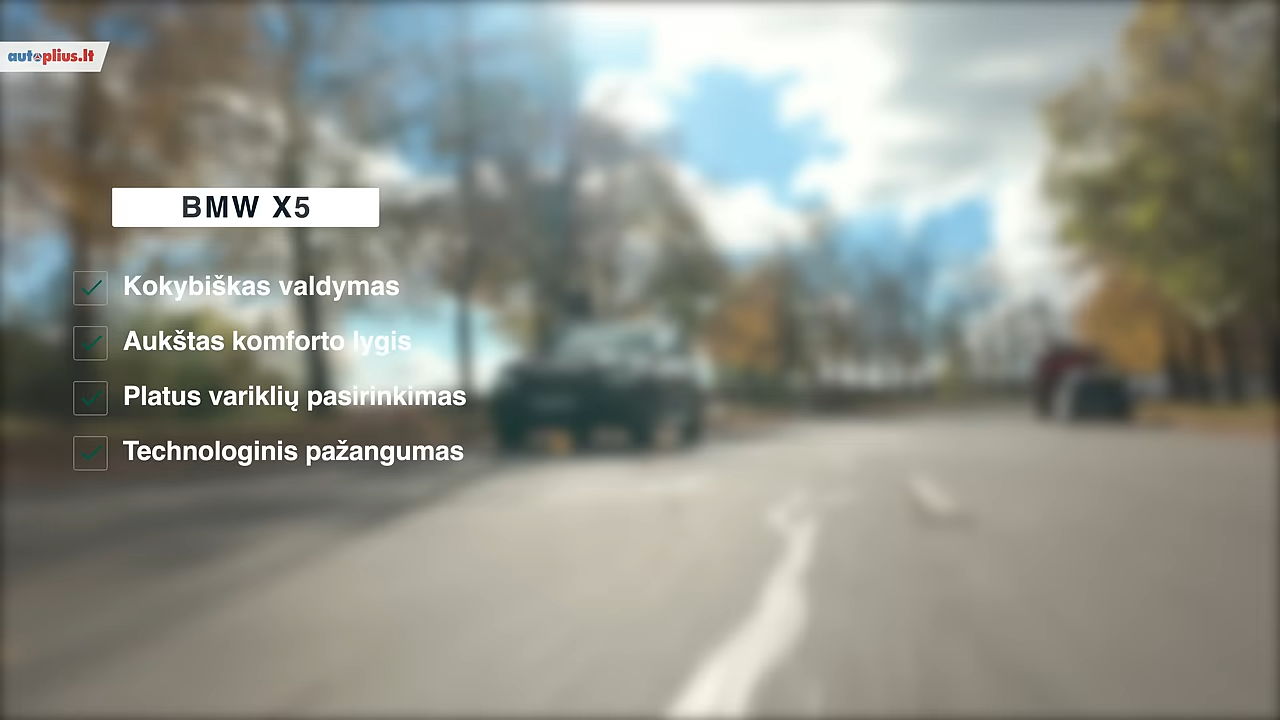 autoplius.lt
BMW X5
Kokybiškas valdymas
Aukštas komforto lygis
Platus variklių pasirinkimas
Technologinis pažangumas